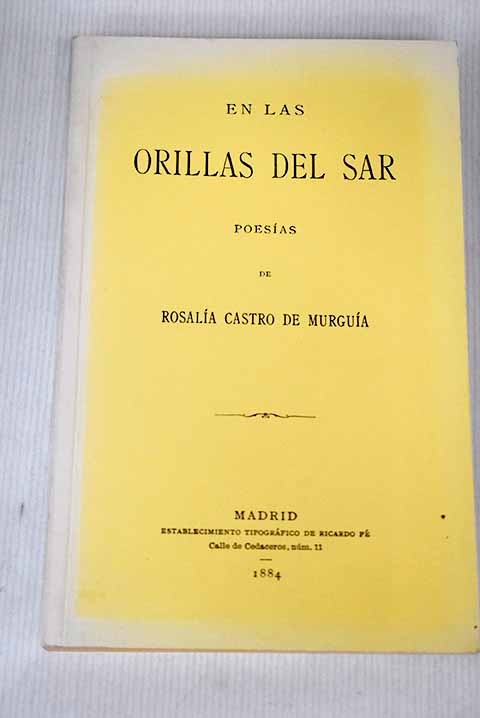 EN LAS
ORILLAS DEL SAR
POESÍAS
DE
ROSALÍA CASTRO DE MURGUÍA
MADRID
ESTABLECIMIENTO TIPOGRÁFICO DE RICARDO FÉ
Calle de Cedaceros, núm. 11
1884